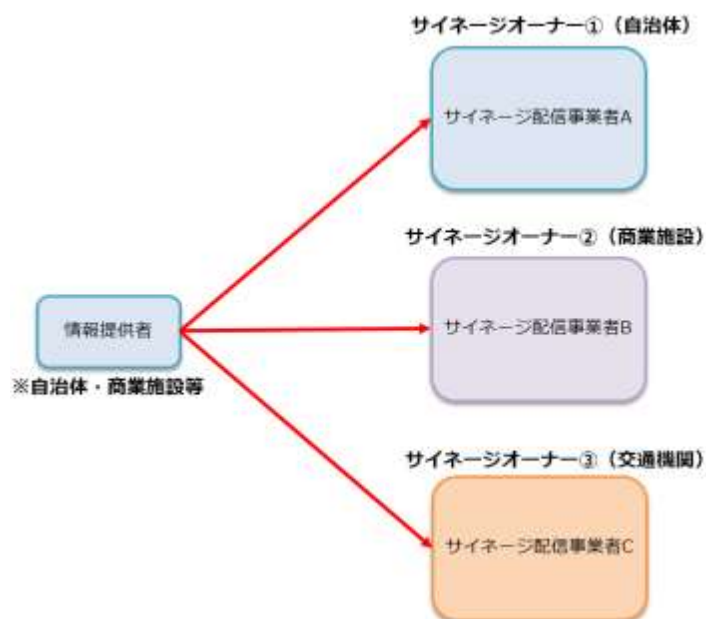 サイネージオーナー①（自治体）
サイネージ配信事業者A
サイネージオーナー②（商業施設）
情報提供者
サイネージ配信事業者B
※自治体・商業施設等
サイネージオーナー③（交通機関）
サイネージ配信事業者C